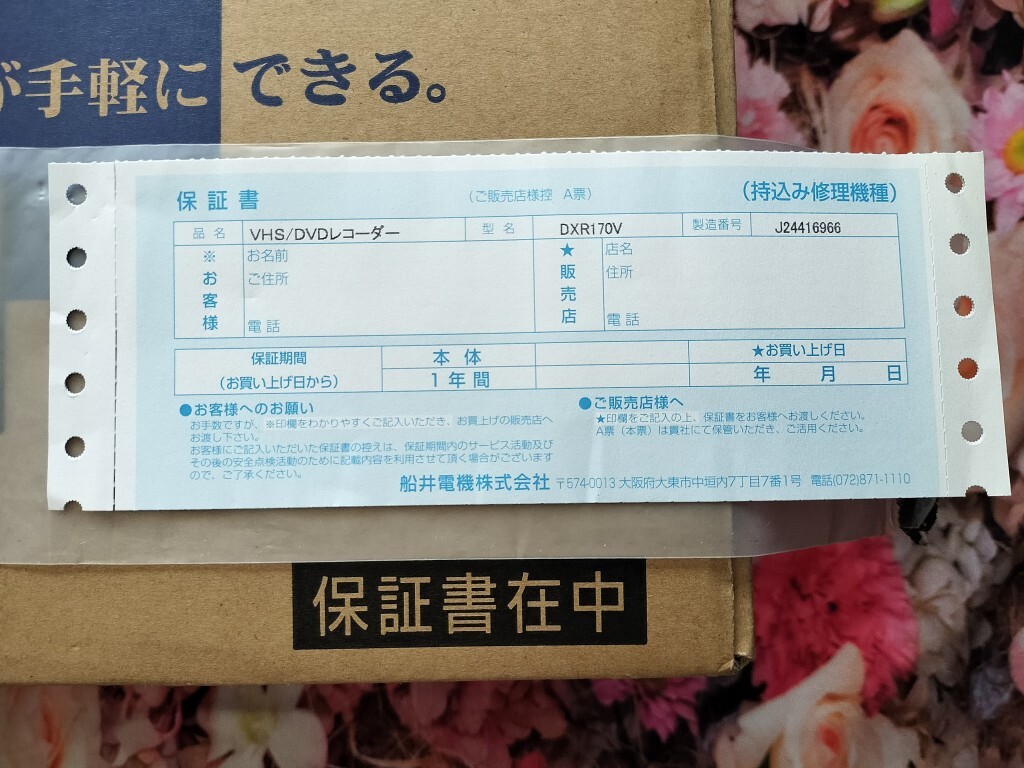 が手軽にできる。
保証書 (ご販売店様控 A票) (持込み修理機種)
品名 VHS/DVDレコーダー 型名 DXR170V 製造番号 J24416966
※お客様 お名前 ★販売店 店名
ご住所 住所
電話 電話
保証期間 本体 ★お買い上げ日
(お買い上げ日から) 1年間 年 月 日
●お客様へのお願い
お手数ですが、※印欄をわかりやすくご記入いただき、お買上げの販売店へ
お渡し下さい。
お客様にご記入いただいた保証書の控えは、保証期間内のサービス活動及び
その後の安全点検活動のために記載内容を利用させて頂く場合がございます
ので、ご了承ください。
●ご販売店様へ
★印欄をご記入の上、保証書をお客様へお渡しください。
A票(本票)は貴社にて保管いただき、ご活用ください。
船井電機株式会社 〒574-0013 大阪府大東市中垣内7丁目7番1号 電話(072)871-1110
保証書在中